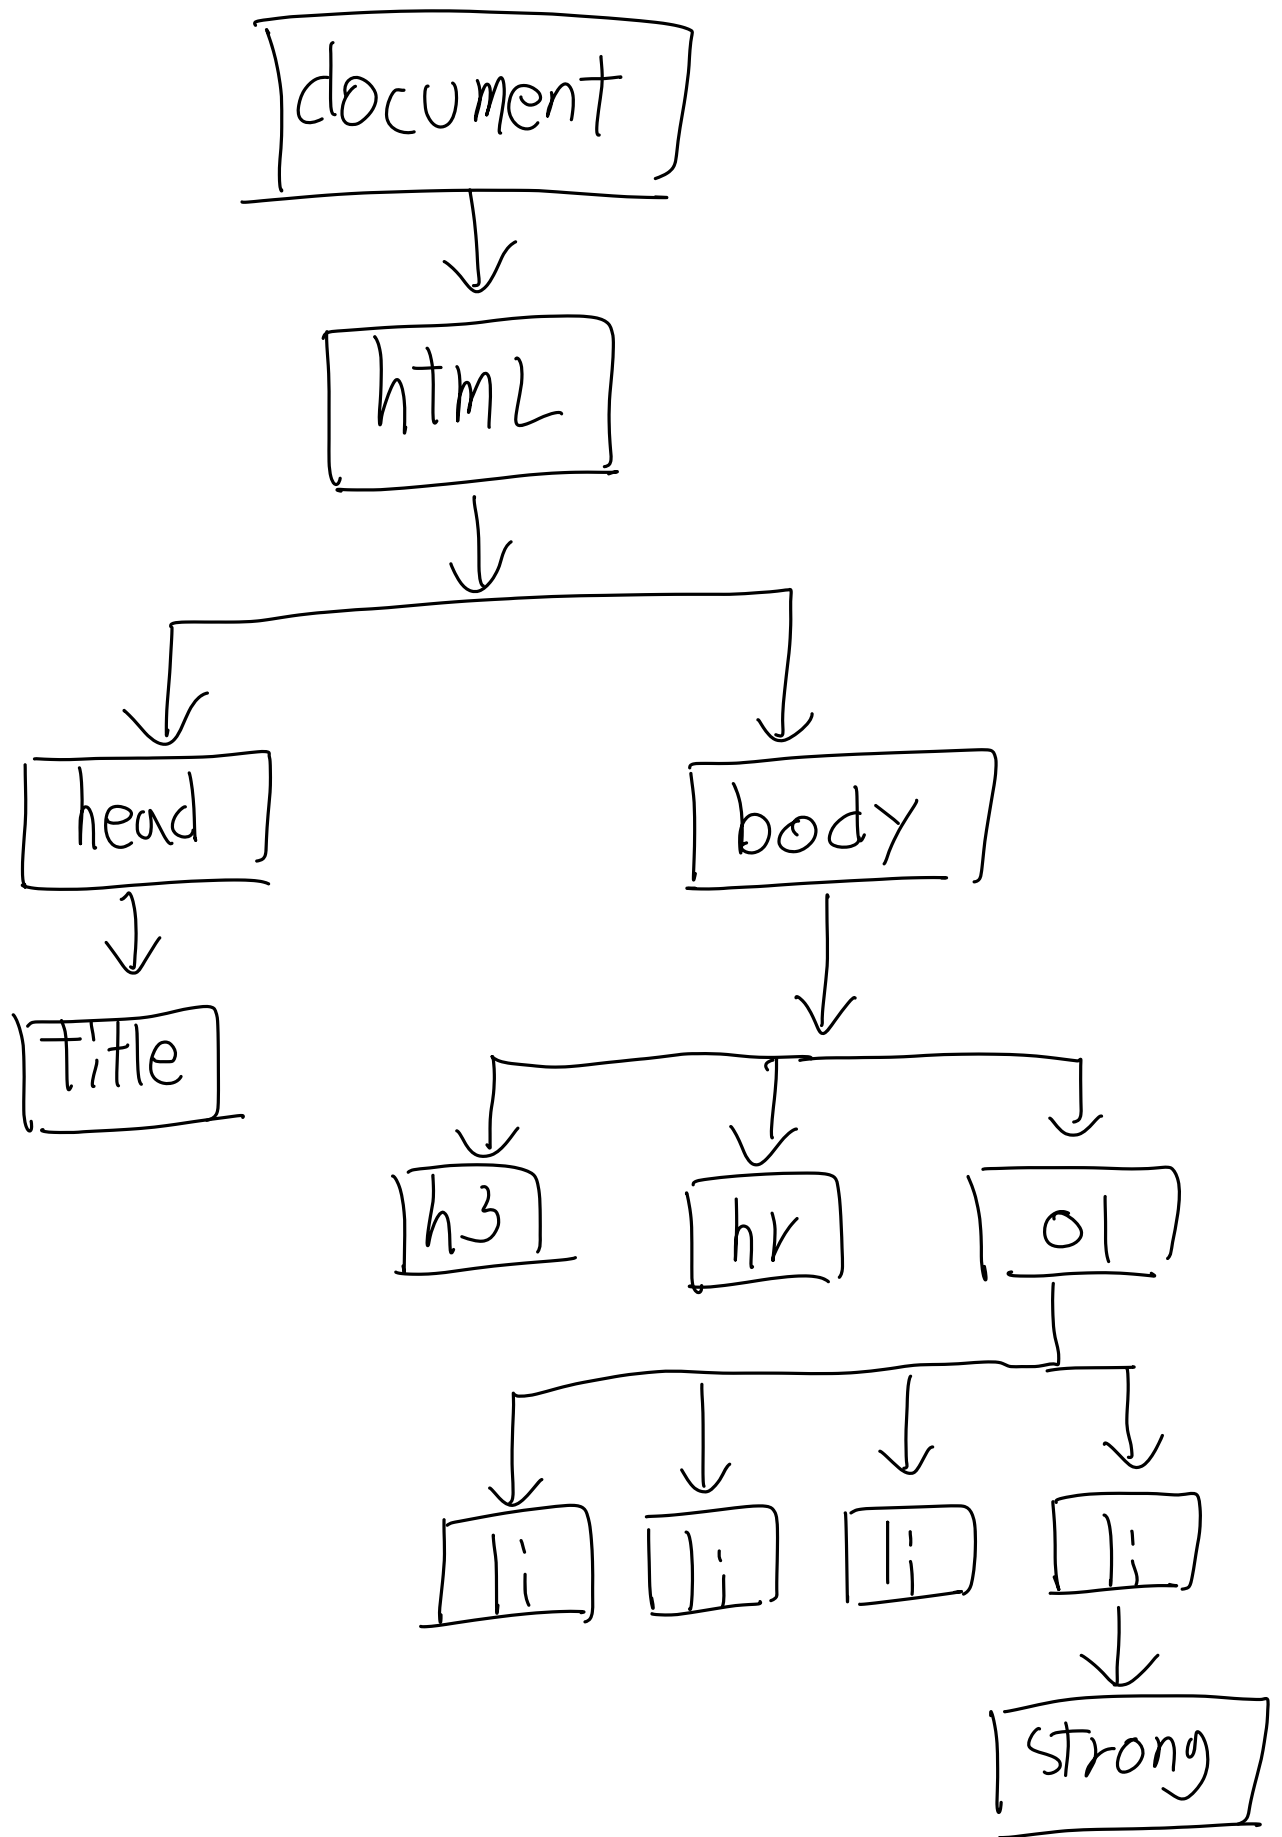 document
html
head
body
title
h3
hr
ol
li
li
li
li
strong